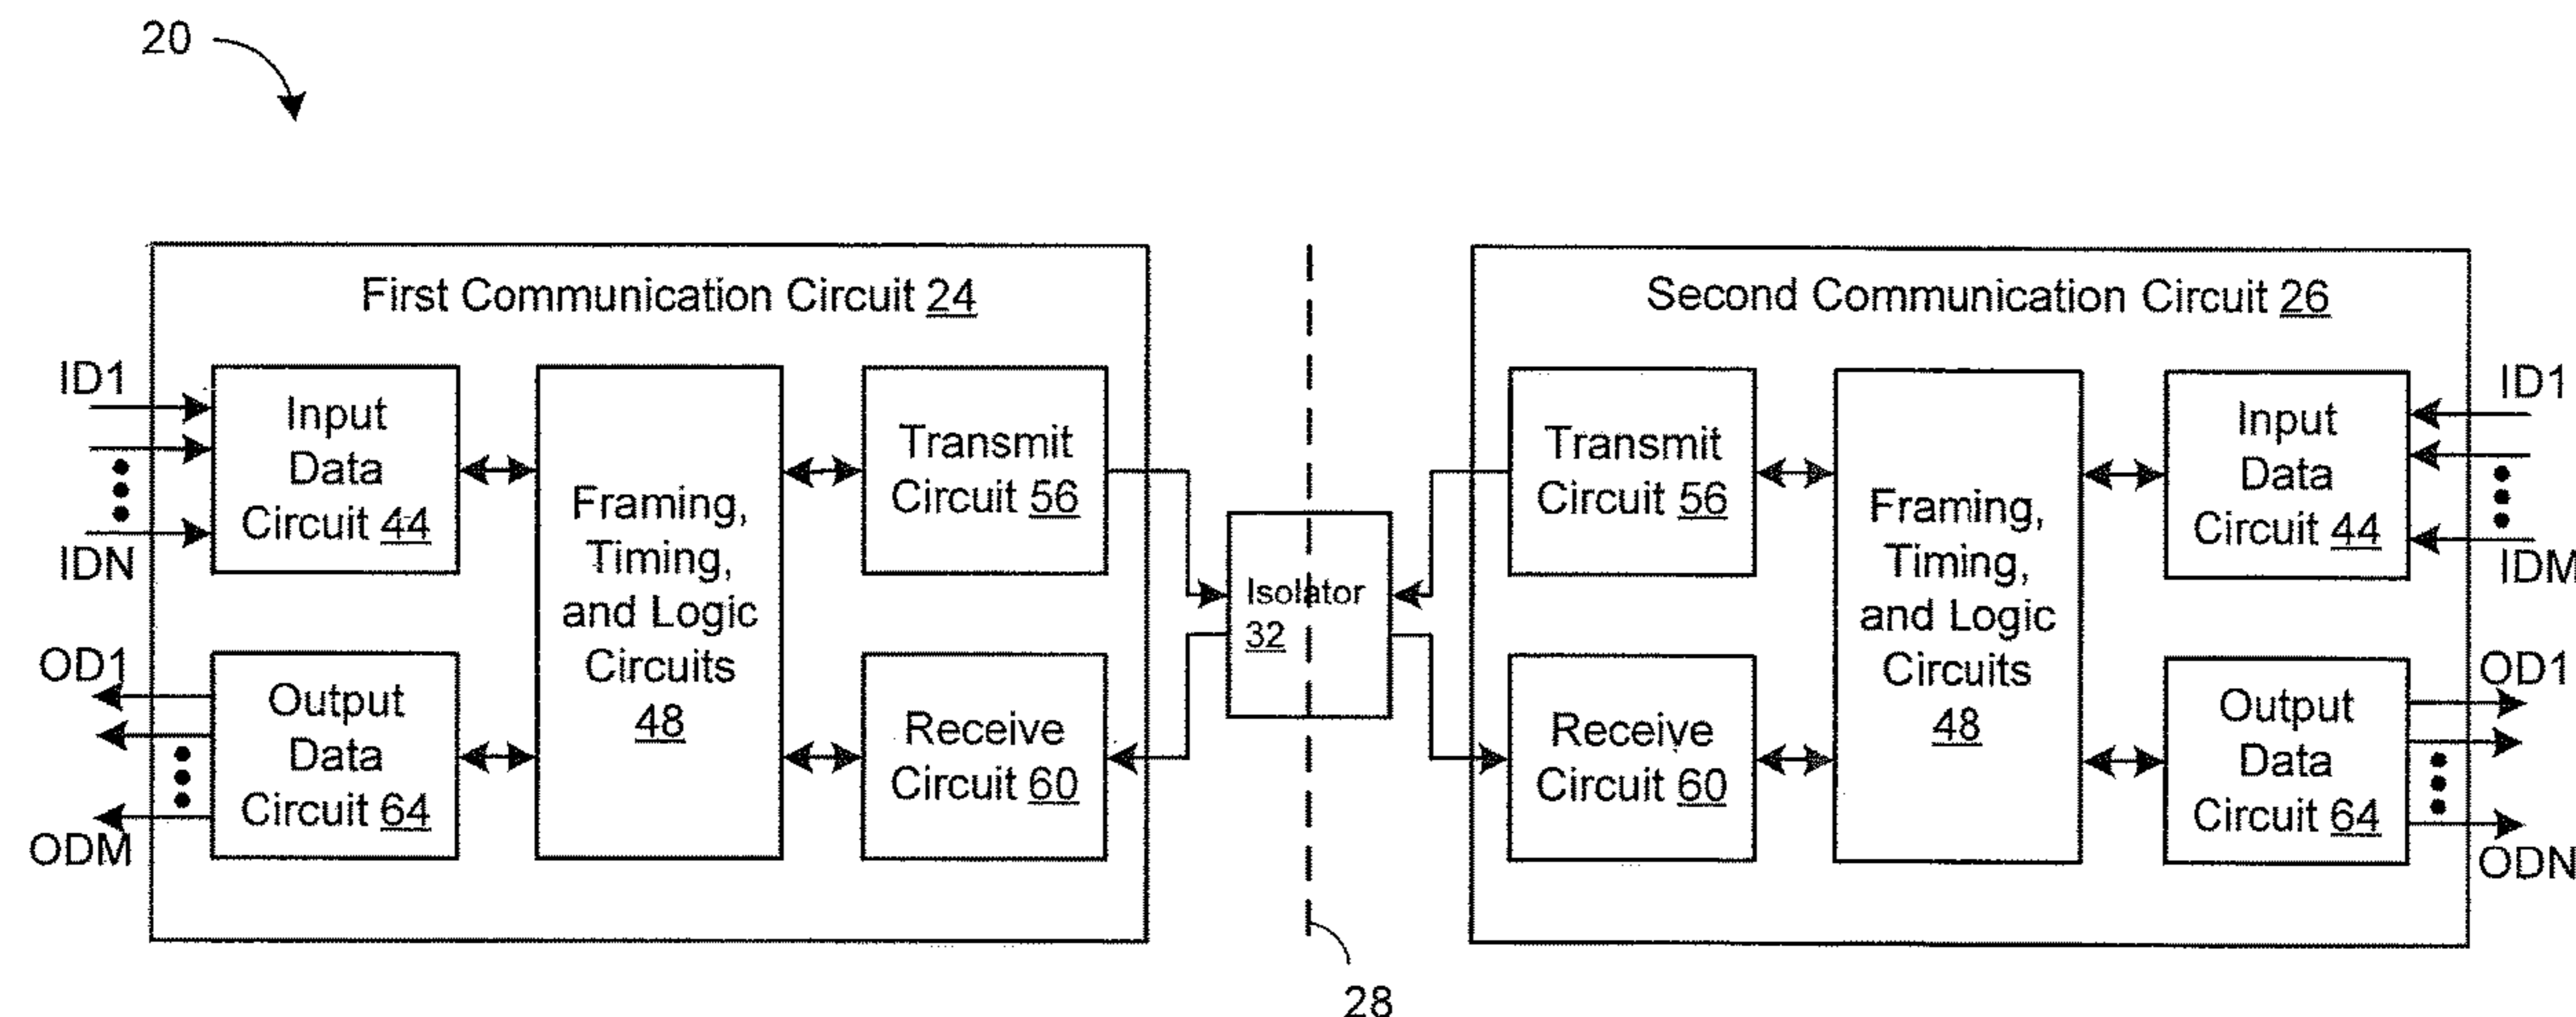 20
First Communication Circuit 24
ID1
IDN
OD1
ODM
Input
Data
Circuit 44
Output
Data
Circuit 64
Framing,
Timing,
and Logic
Circuits
48
Transmit
Circuit 56
Receive
Circuit 60
Isolator
32
28
Second Communication Circuit 26
Transmit
Circuit 56
Receive
Circuit 60
Framing,
Timing,
and Logic
Circuits
48
Input
Data
Circuit 44
Output
Data
Circuit 64
ID1
IDM
OD1
ODN